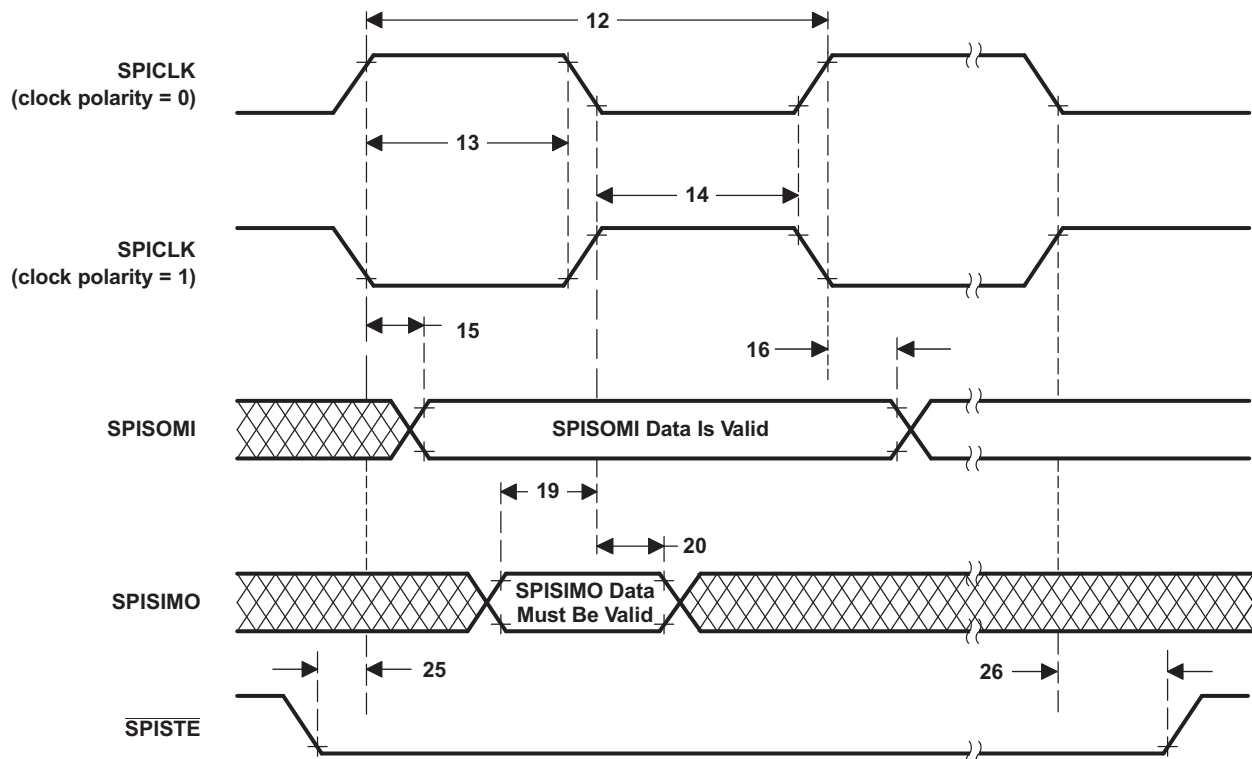 12
SPICLK
(clock polarity = 0)
13
14
SPICLK
(clock polarity = 1)
15
16
SPISOMI
SPISOMI Data Is Valid
19
20
SPISIMO
SPISIMO Data
Must Be Valid
25
26
SPISTE